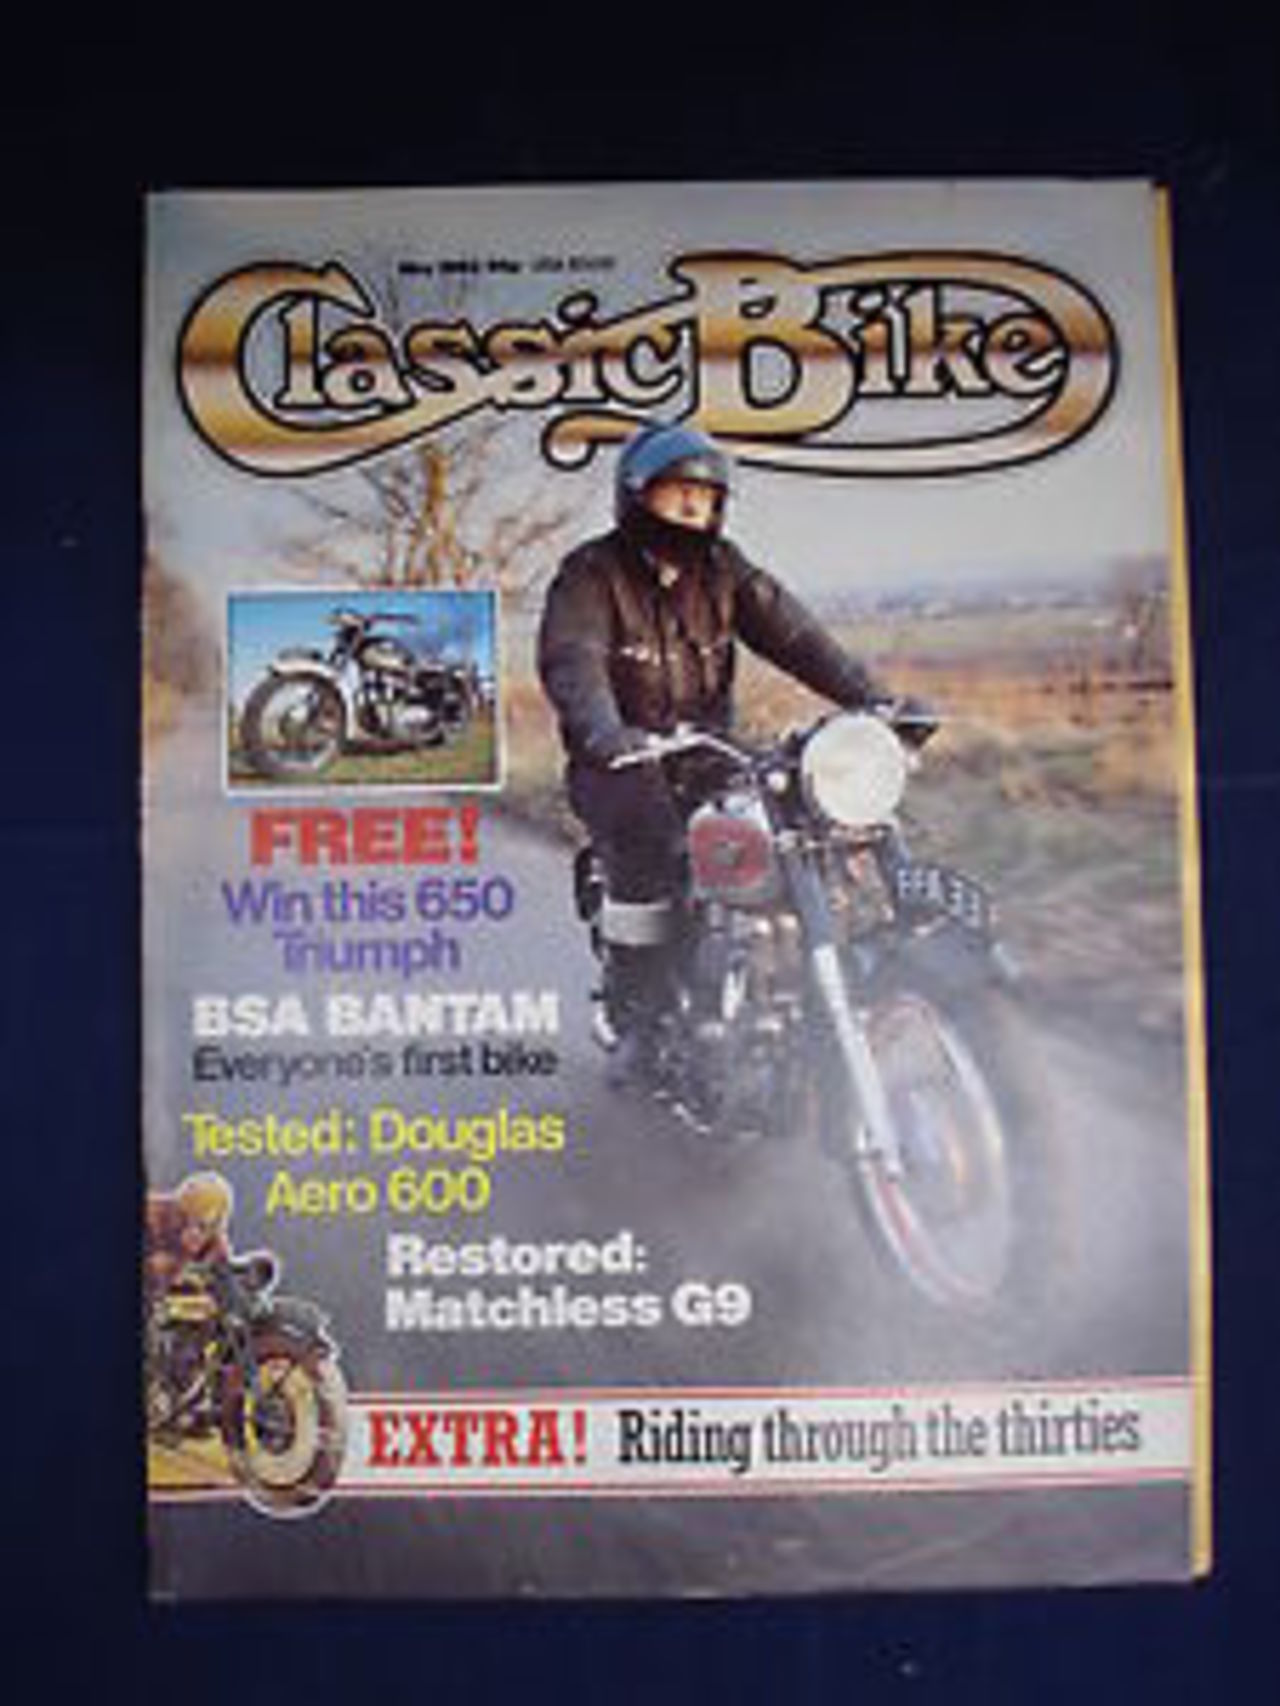 Classic Bike
FREE!
Win this 650
Triumph
BSA BANTAM
Everyone's first bike
Tested: Douglas
Aero 600
Restored:
Matchless G9
EXTRA! Riding through the thirties